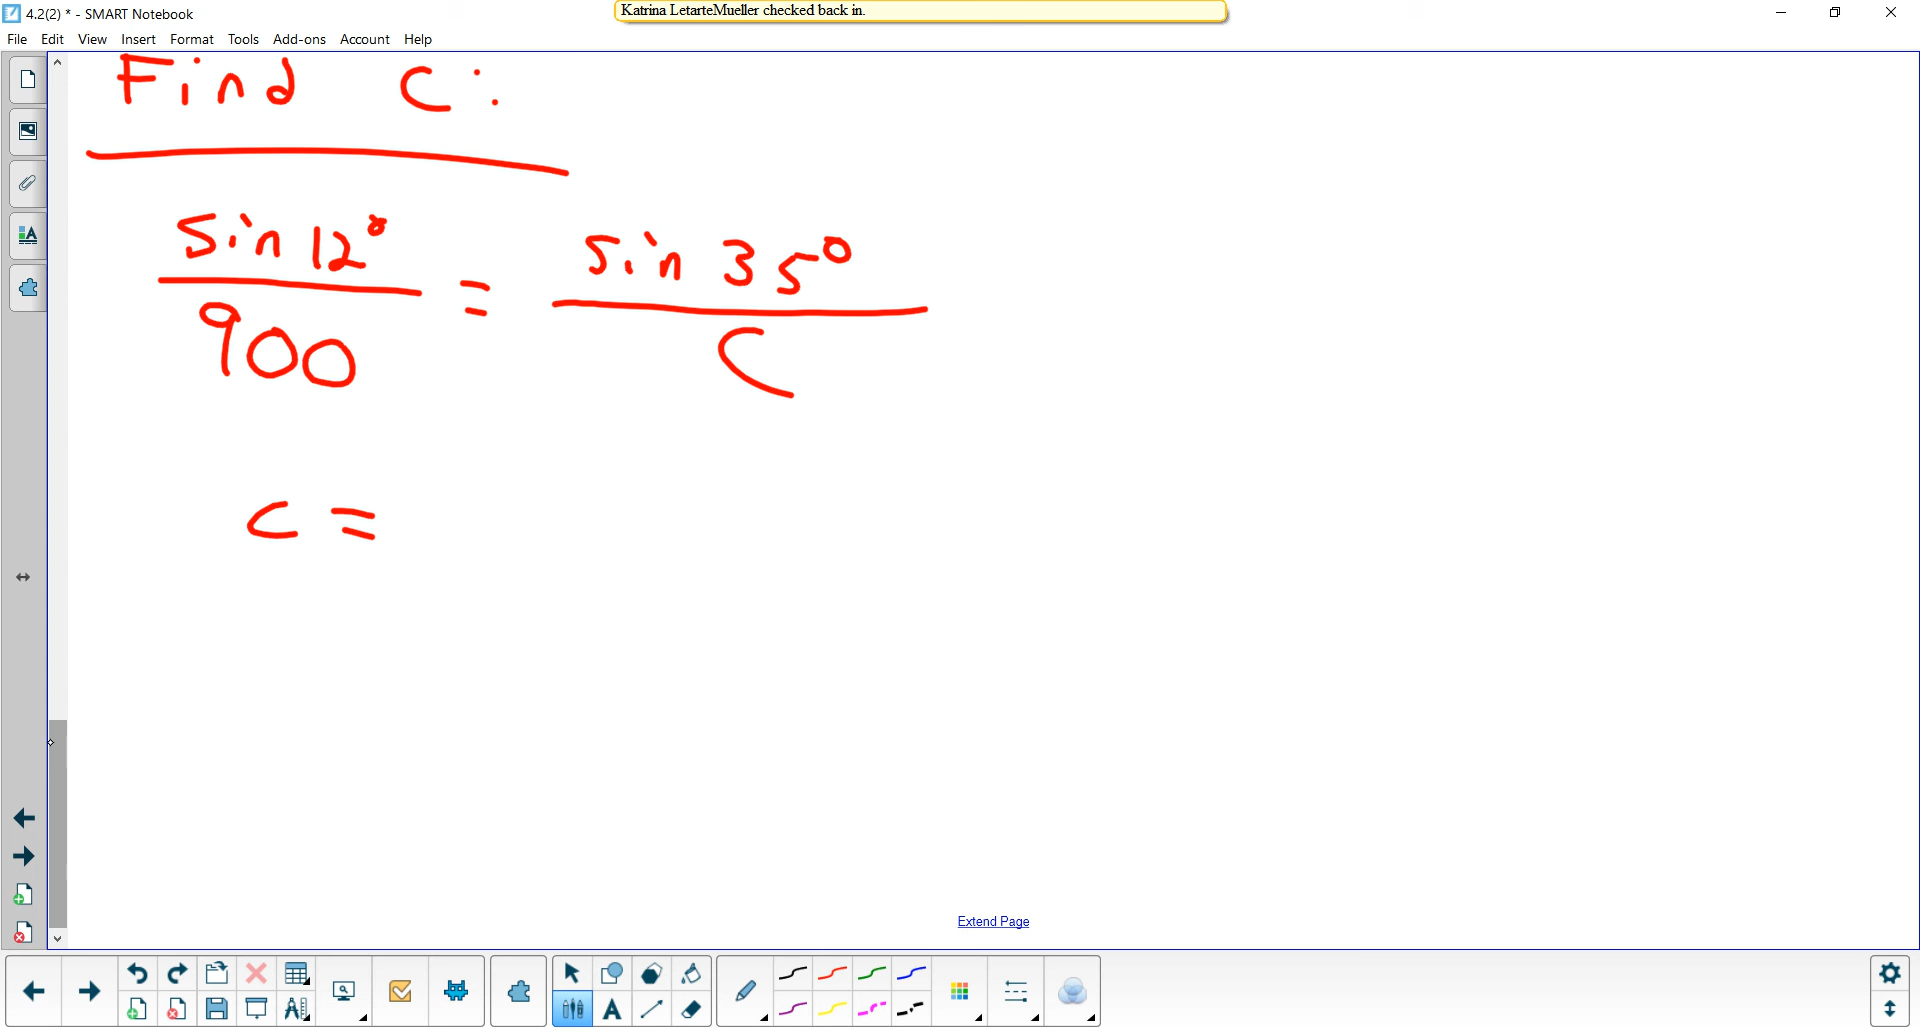 4.2(2) * - SMART Notebook
Katrina LetarteMueller checked back in.
File Edit View Insert Format Tools Add-ons Account Help
Find c:
sin 12° / 900 = sin 35° / c
c =
Extend Page